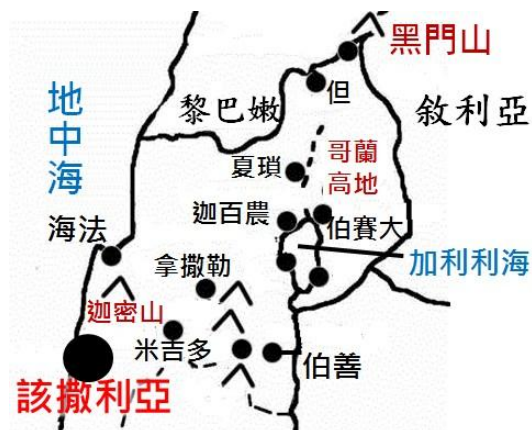 黑門山
但
地中海
黎巴嫩
敘利亞
夏瑣
哥蘭
高地
迦百農
伯賽大
海法
加利利海
拿撒勒
迦密山
米吉多
伯善
該撒利亞